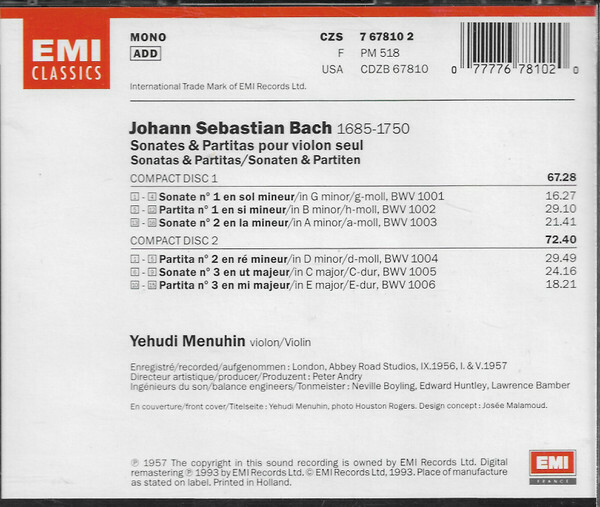 EMI
CLASSICS
MONO
ADD
CZS 7 67810 2
F PM 518
USA CDZB 67810
0 77776 78102 0
International Trade Mark of EMI Records Ltd.
Johann Sebastian Bach 1685-1750
Sonates & Partitas pour violon seul
Sonatas & Partitas/Sonaten & Partiten
COMPACT DISC 1 67.28
1 - 4 Sonate n° 1 en sol mineur/in G minor/g-moll, BWV 1001 16.27
Partita n° 1 en si mineur/in B minor/h-moll, BWV 1002 29.10
Sonate n° 2 en la mineur/in A minor/a-moll, BWV 1003 21.41
COMPACT DISC 2 72.40
1 - 5 Partita n° 2 en ré mineur/in D minor/d-moll, BWV 1004 29.49
6 - 9 Sonate n° 3 en ut majeur/in C major/C-dur, BWV 1005 24.16
Partita n° 3 en mi majeur/in E major/E-dur, BWV 1006 18.21
Yehudi Menuhin violon/Violin
Enregistré/recorded/aufgenommen : London, Abbey Road Studios, IX.1956, I. & V.1957
Directeur artistique/producer/Produzent : Peter Andry
Ingénieurs du son/balance engineers/Tonmeister : Neville Boyling, Edward Huntley, Lawrence Bamber
En couverture/front cover/Titelseite : Yehudi Menuhin, photo Houston Rogers. Design concept : Josée Malamoud.
℗ 1957 The copyright in this sound recording is owned by EMI Records Ltd. Digital
remastering ℗ 1993 by EMI Records Ltd. © EMI Records Ltd, 1993. Place of manufacture
as stated on label. Printed in Holland.
EMI
FRANCE